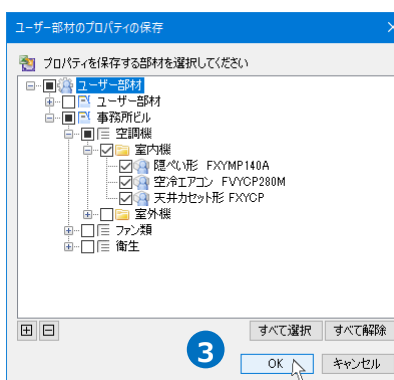 ユーザー部材のプロパティの保存
プロパティを保存する部材を選択してください
ユーザー部材
ユーザー部材
事務所ビル
空調機
室内機
隠ぺい形 FXYMP140A
空冷エアコン FVYCP280M
天井カセット形 FXYCP
室外機
ファン類
衛生
すべて選択 すべて解除
3
OK キャンセル